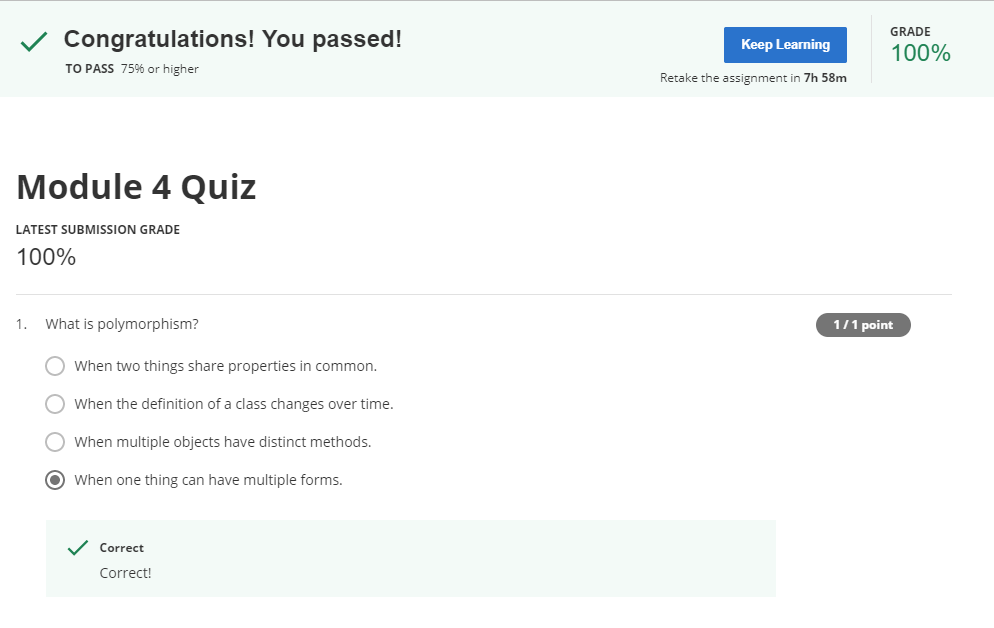 Congratulations! You passed!
TO PASS 75% or higher
Keep Learning
Retake the assignment in 7h 58m
GRADE
100%
Module 4 Quiz
LATEST SUBMISSION GRADE
100%
1. What is polymorphism?
1 / 1 point
When two things share properties in common.
When the definition of a class changes over time.
When multiple objects have distinct methods.
When one thing can have multiple forms.
Correct
Correct!